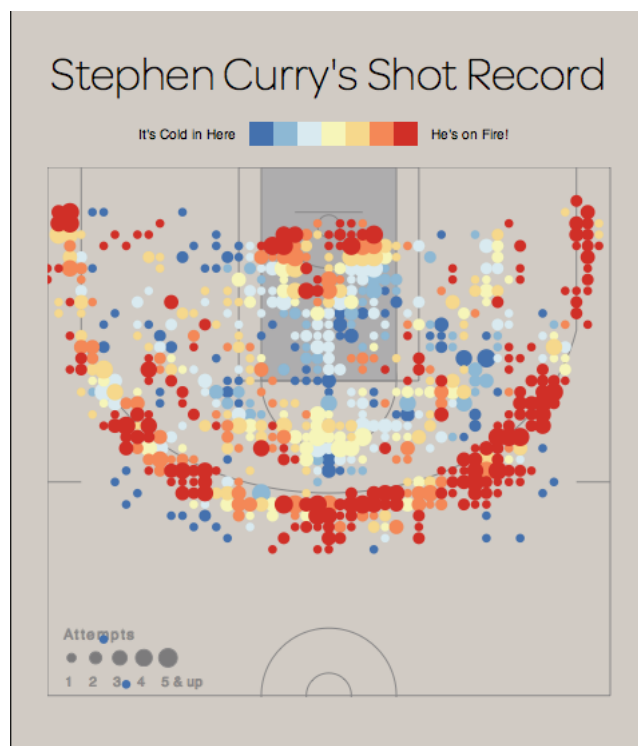 Stephen Curry's Shot Record
It's Cold in Here He's on Fire!
Attempts
1 2 3 4 5 & up